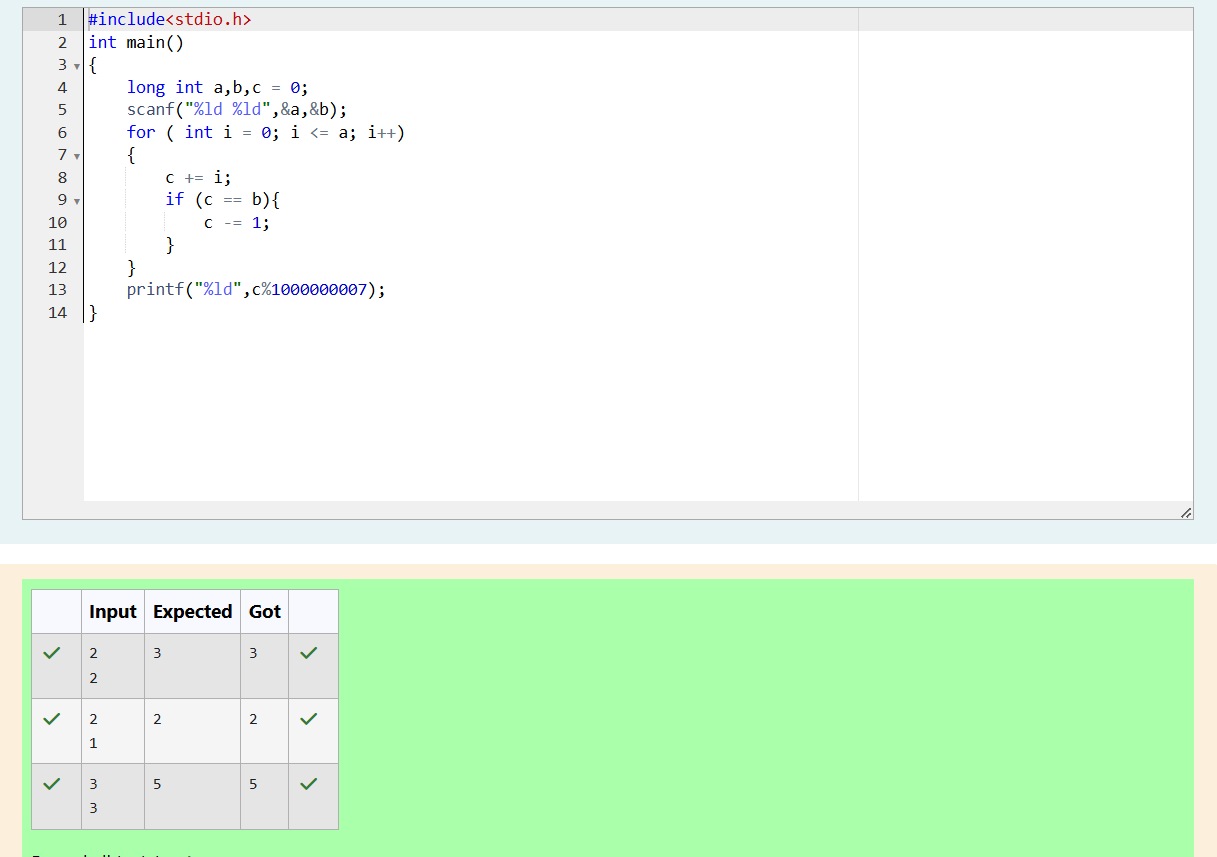 1 #include<stdio.h>
2 int main()
3 {
4 long int a,b,c = 0;
5 scanf("%ld %ld",&a,&b);
6 for ( int i = 0; i <= a; i++)
7 {
8 c += i;
9 if (c == b){
10 c -= 1;
11 }
12 }
13 printf("%ld",c%1000000007);
14 }
Input Expected Got
2 3 3
2
2 2 2
1
3 5 5
3